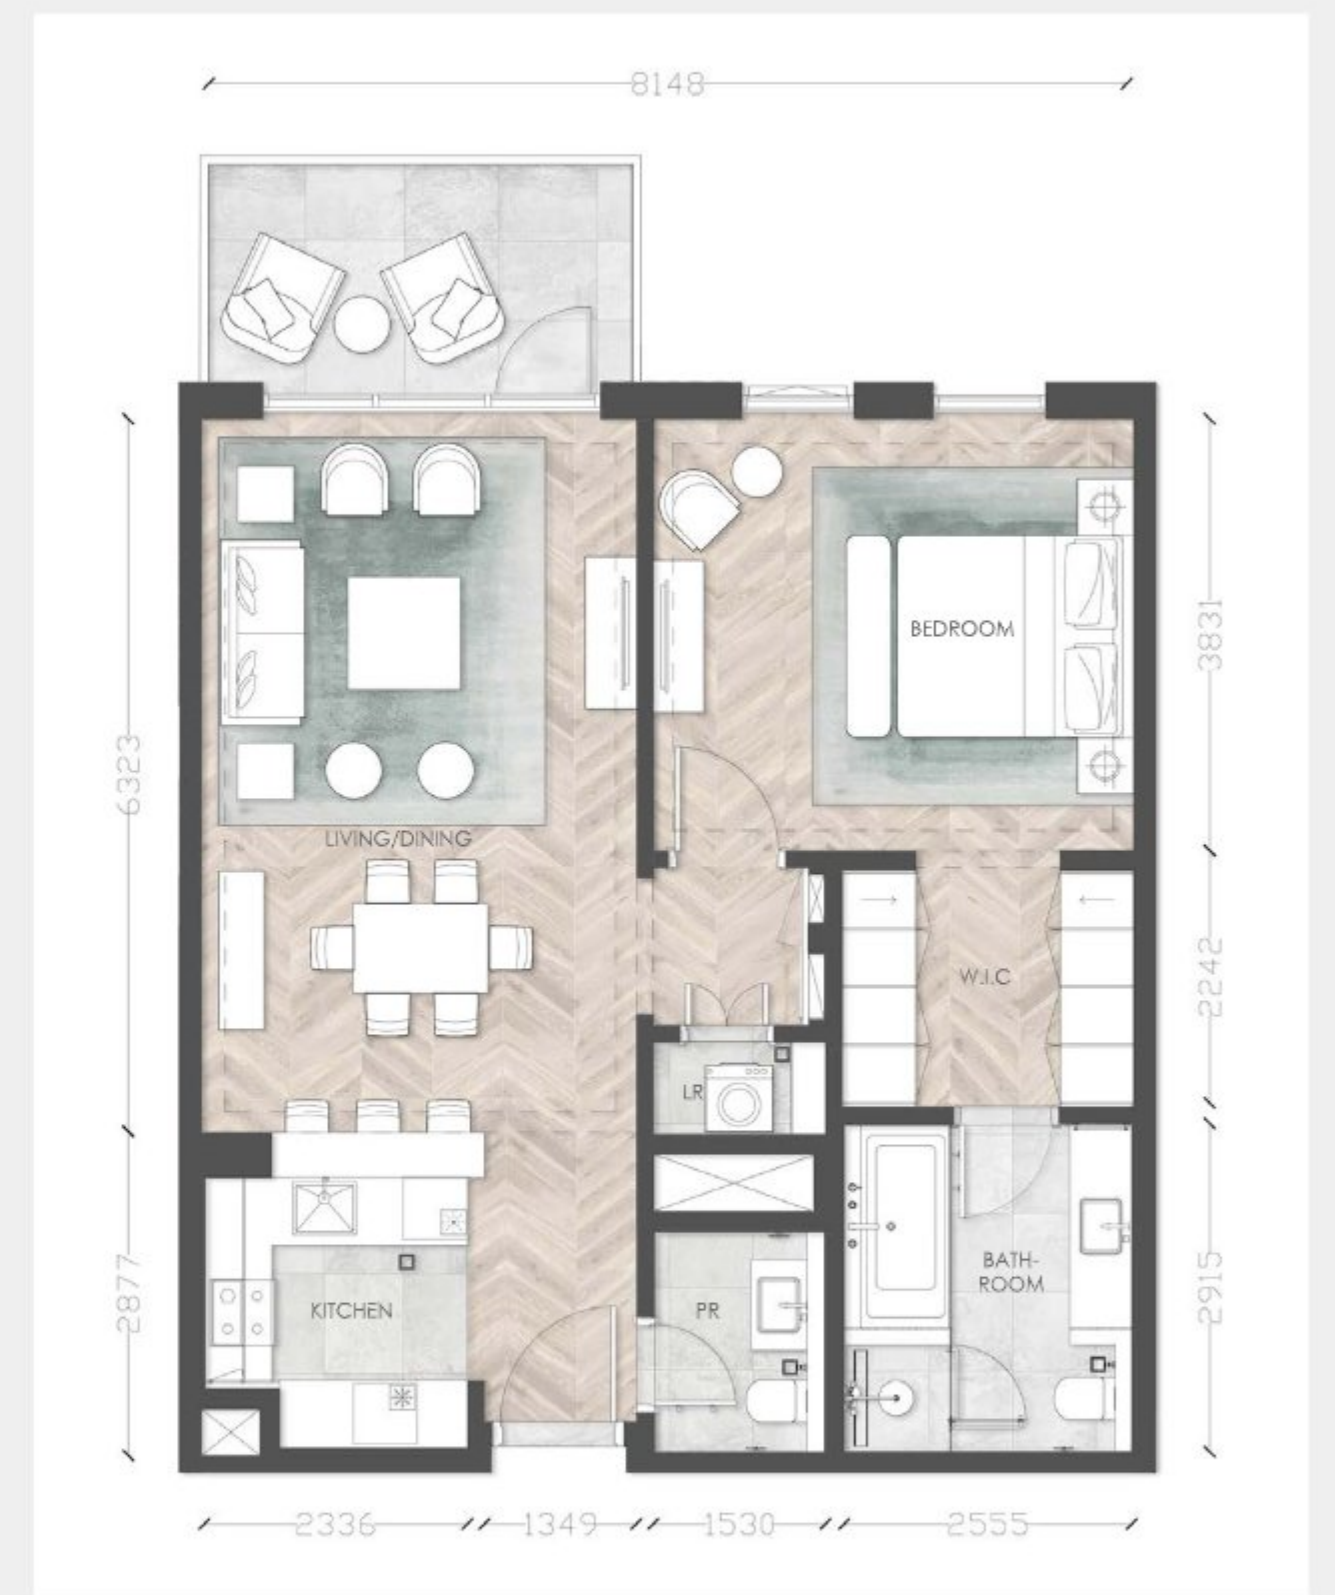 8148
BEDROOM
3831
6323
LIVING/DINING
W.I.C
2242
LR
BATH-
ROOM
KITCHEN
PR
2877
2915
2336
1349
1530
2555